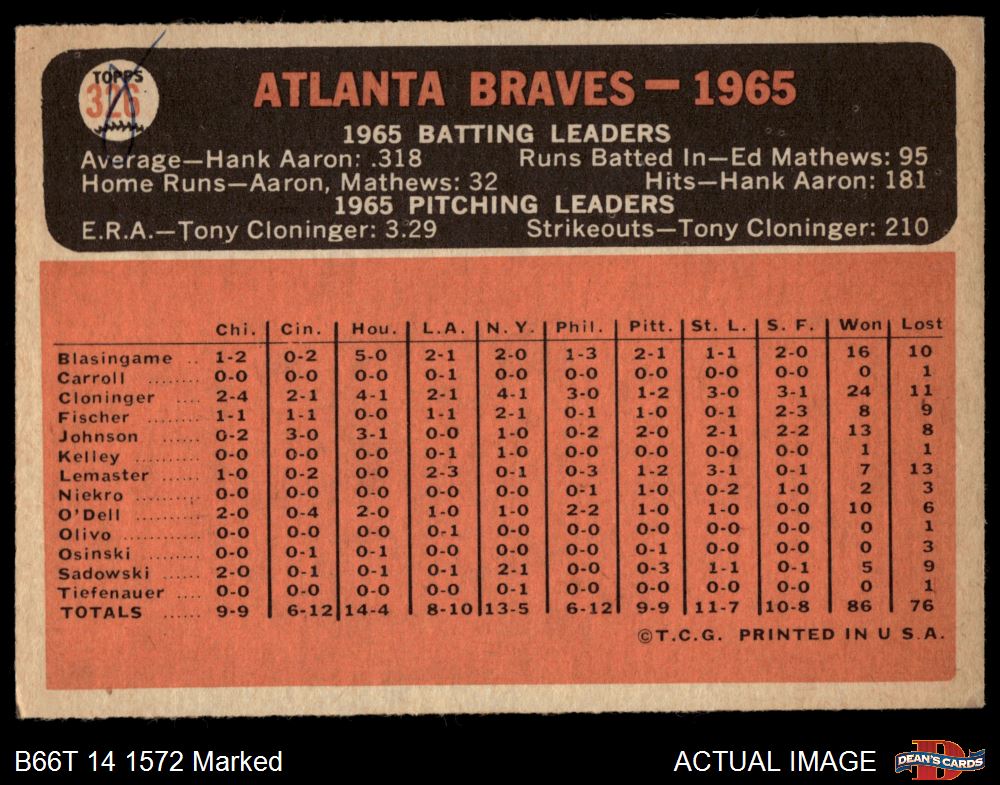 TOPPS
326
ATLANTA BRAVES — 1965
1965 BATTING LEADERS
Average—Hank Aaron: .318 Runs Batted In—Ed Mathews: 95
Home Runs—Aaron, Mathews: 32 Hits—Hank Aaron: 181
1965 PITCHING LEADERS
E.R.A.—Tony Cloninger: 3.29 Strikeouts—Tony Cloninger: 210
Chi. Cin. Hou. L.A. N.Y. Phil. Pitt. St. L. S. F. Won Lost
Blasingame .. 1-2 0-2 5-0 2-1 2-0 1-3 2-1 1-1 2-0 16 10
Carroll ........ 0-0 0-0 0-0 0-1 0-0 0-0 0-0 0-0 0-0 0 1
Cloninger .... 2-4 2-1 4-1 2-1 4-1 3-0 1-2 3-0 3-1 24 11
Fischer ........ 1-1 1-1 0-0 1-1 2-1 0-1 1-0 0-1 2-3 8 9
Johnson ...... 0-2 3-0 3-1 0-0 1-0 0-2 2-0 2-1 2-2 13 8
Kelley .......... 0-0 0-0 0-0 0-1 1-0 0-0 0-0 0-0 0-0 1 1
Lemaster .... 1-0 0-2 0-0 2-3 0-1 0-3 1-2 3-1 0-1 7 13
Niekro .......... 0-0 0-0 0-0 0-0 0-0 0-1 1-0 0-2 1-0 2 3
O'Dell .......... 2-0 0-4 2-0 1-0 1-0 2-2 1-0 1-0 0-0 10 6
Olivo ............ 0-0 0-0 0-0 0-1 0-0 0-0 0-0 0-0 0-0 0 1
Osinski ........ 0-0 0-1 0-1 0-0 0-0 0-0 0-1 0-0 0-0 0 3
Sadowski ...... 2-0 0-1 0-1 0-1 2-1 0-0 0-3 1-1 0-1 5 9
Tiefenauer .... 0-0 0-0 0-0 0-0 0-1 0-0 0-0 0-0 0-0 0 1
TOTALS ...... 9-9 6-12 14-4 8-10 13-5 6-12 9-9 11-7 10-8 86 76
©T.C.G. PRINTED IN U S.A.
B66T 14 1572 Marked ACTUAL IMAGE DEAN'S CARDS